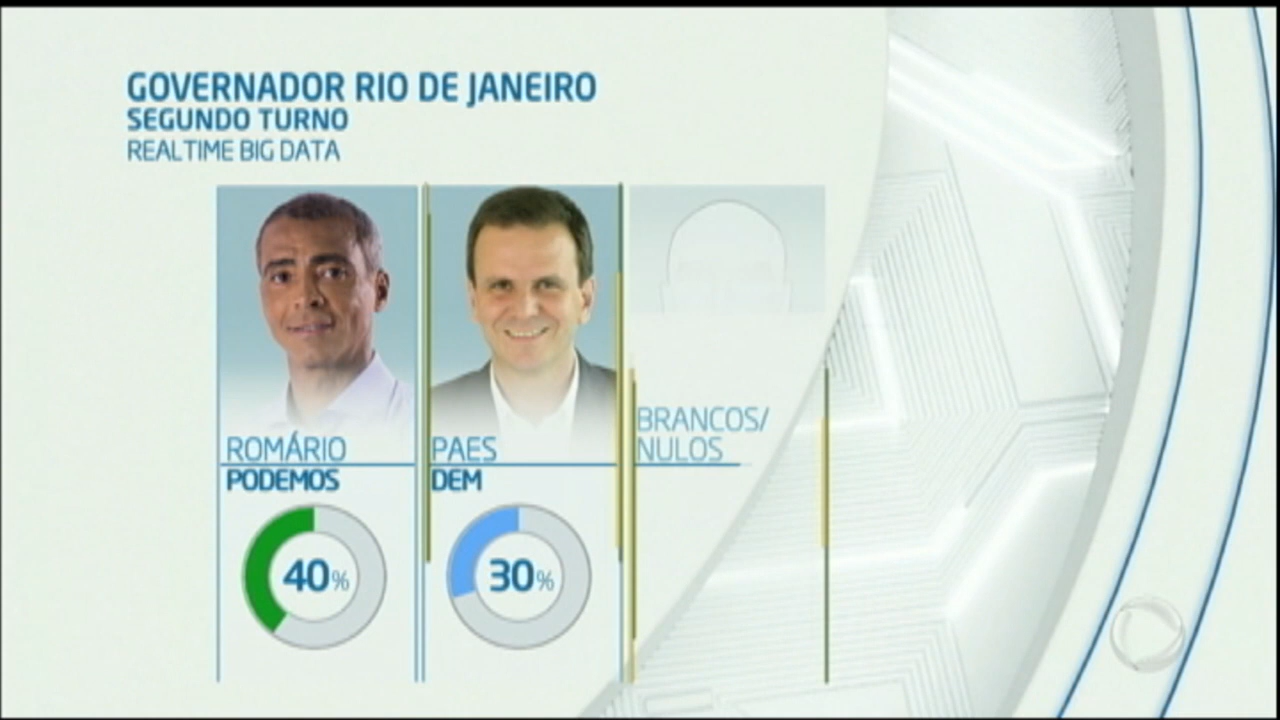 GOVERNADOR RIO DE JANEIRO
SEGUNDO TURNO
REALTIME BIG DATA
ROMÁRIO
PODEMOS
40%
PAES
DEM
30%
BRANCOS/
NULOS